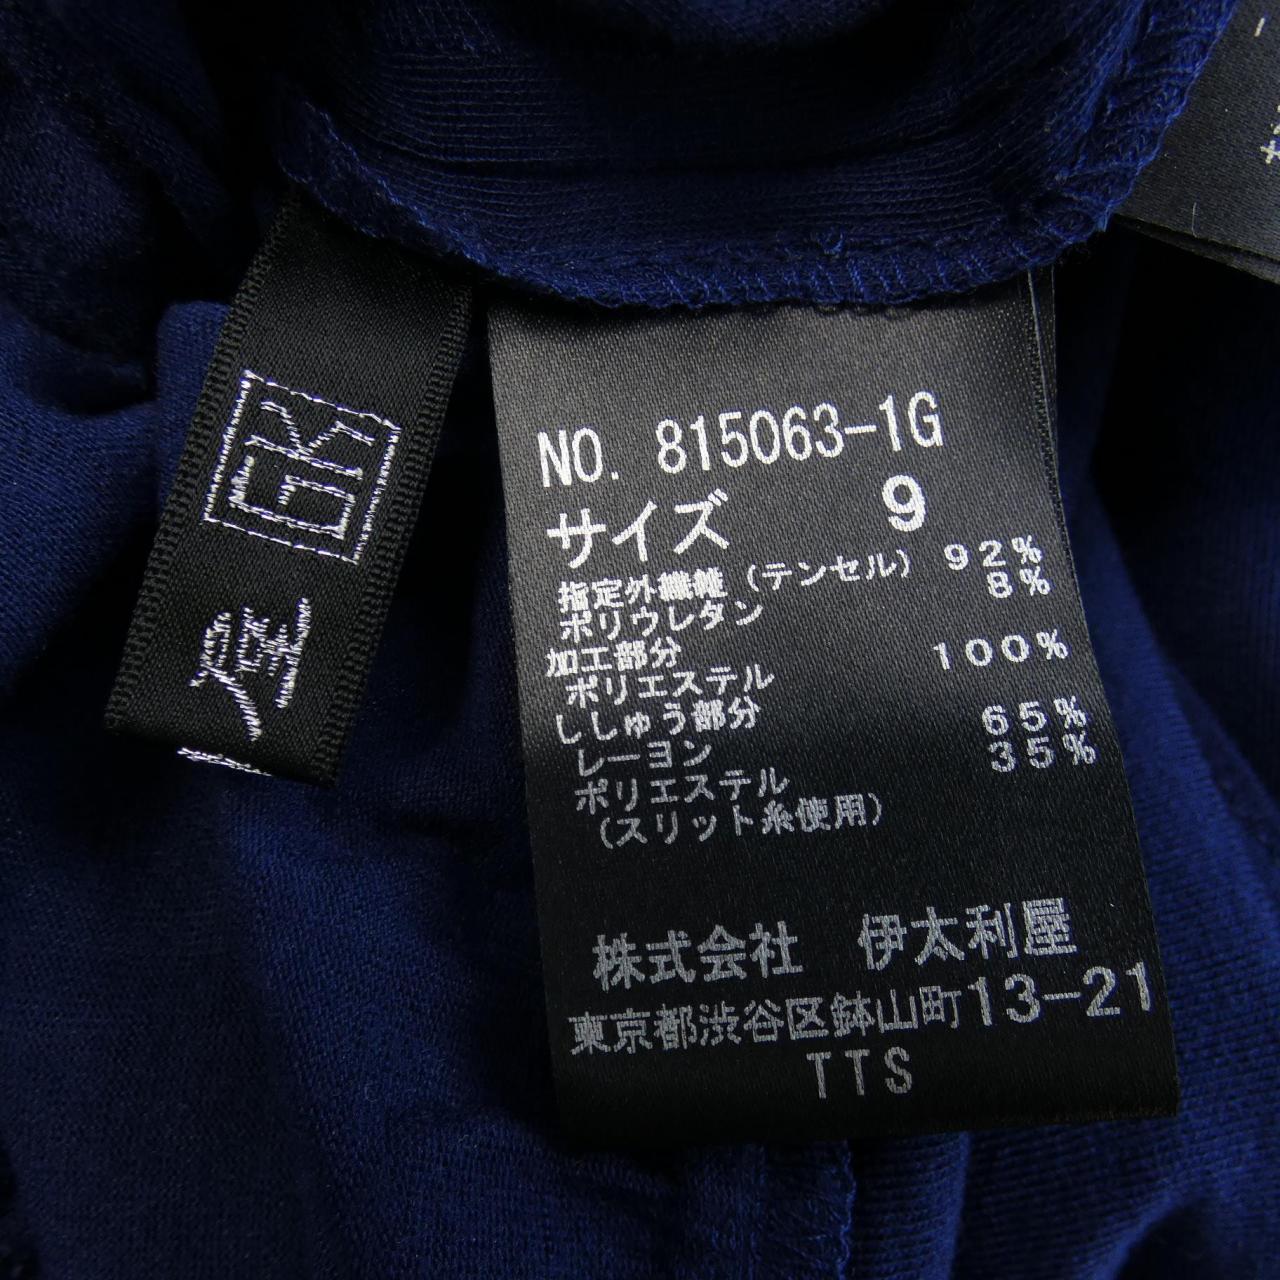 NO. 815063-1G
サイズ 9
指定外繊維(テンセル) 92%
ポリウレタン 8%
加工部分
ポリエステル 100%
ししゅう部分
レーヨン 65%
ポリエステル 35%
(スリット糸使用)
株式会社 伊太利屋
東京都渋谷区鉢山町13-21
TTS
GK
屋